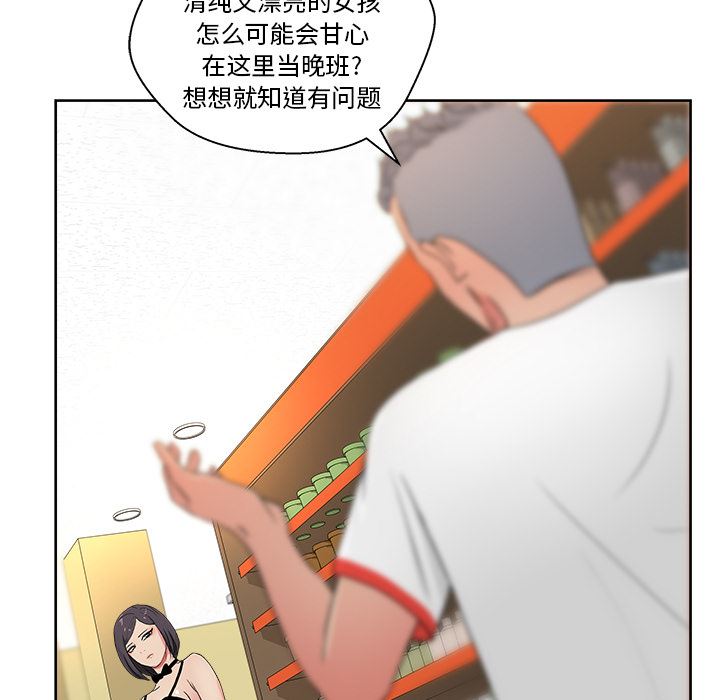 清纯又漂亮的女孩
怎么可能会甘心
在这里当晚班?
想想就知道有问题